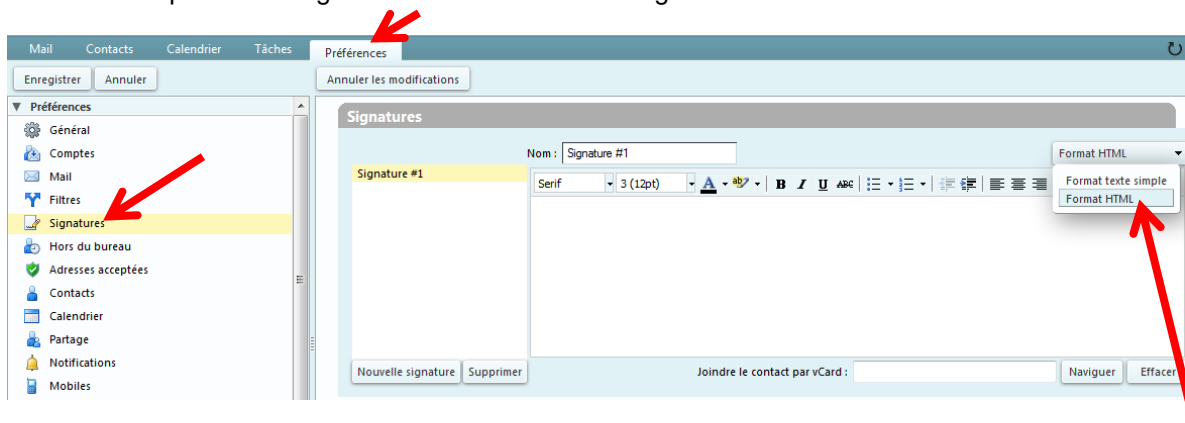 Mail Contacts Calendrier Tâches Préférences
Enregistrer Annuler Annuler les modifications
Préférences
Général
Comptes
Mail
Filtres
Signatures
Hors du bureau
Adresses acceptées
Contacts
Calendrier
Partage
Notifications
Mobiles
Signatures
Nom : Signature #1 Format HTML
Signature #1
Serif 3 (12pt) A ab B I U ABC
Format texte simple
Format HTML
Nouvelle signature Supprimer Joindre le contact par vCard : Naviguer Effacer